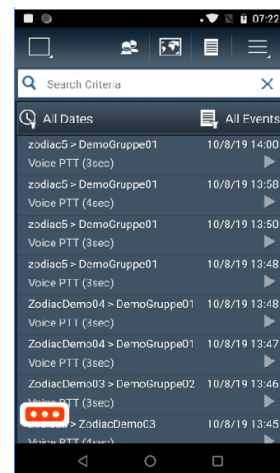 07:22
Search Criteria
All Dates
All Events
zodiac5 > DemoGruppe01 10/8/19 14:00
Voice PTT (3sec)
zodiac5 > DemoGruppe01 10/8/19 13:58
Voice PTT (4sec)
zodiac5 > DemoGruppe01 10/8/19 13:50
Voice PTT (3sec)
zodiac5 > DemoGruppe01 10/8/19 13:48
Voice PTT (3sec)
ZodiacDemo04 > DemoGruppe01 10/8/19 13:48
Voice PTT (3sec)
ZodiacDemo04 > DemoGruppe01 10/8/19 13:47
Voice PTT (3sec)
ZodiacDemo03 > DemoGruppe02 10/8/19 13:46
PTT (3sec)
> ZodiacDemo03 10/8/19 13:45
Voice PTT